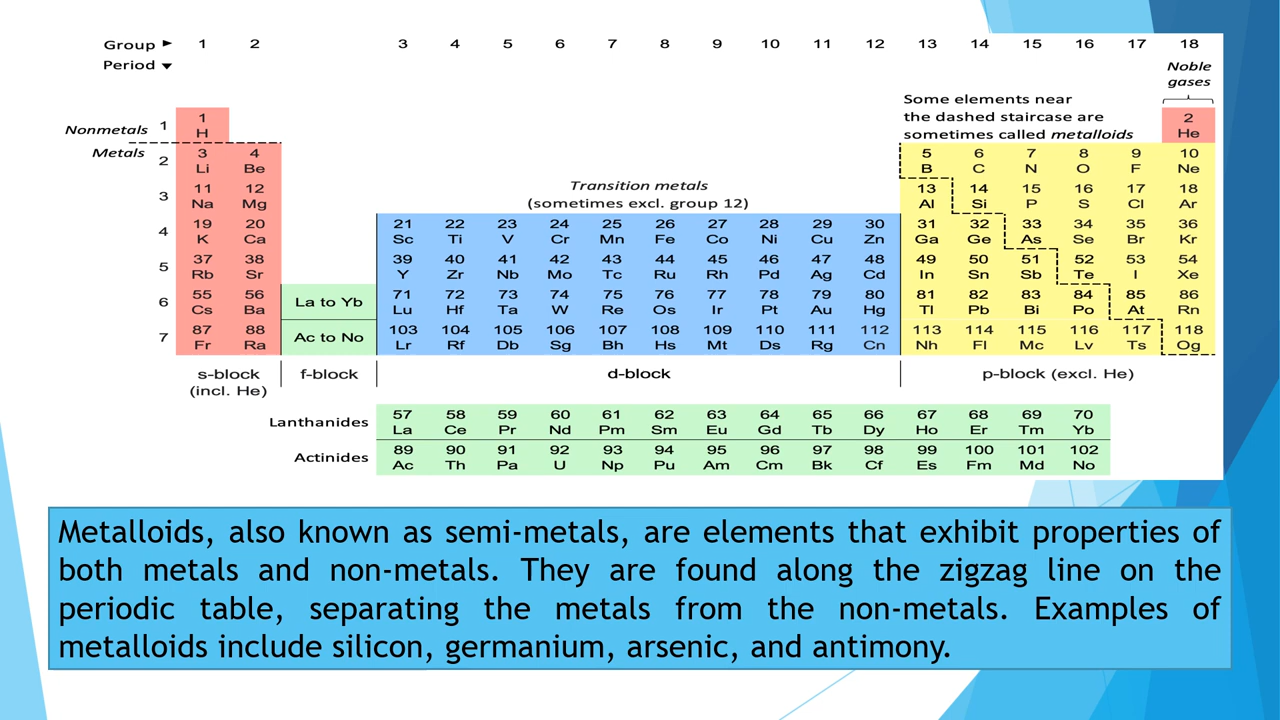 Group ► 1 2 3 4 5 6 7 8 9 10 11 12 13 14 15 16 17 18
Period ▼
Noble
gases
Some elements near
the dashed staircase are
sometimes called metalloids
Nonmetals
Metals
1 1 2
H He
2 3 4 5 6 7 8 9 10
Li Be B C N O F Ne
Transition metals
(sometimes excl. group 12)
3 11 12 13 14 15 16 17 18
Na Mg Al Si P S Cl Ar
4 19 20 21 22 23 24 25 26 27 28 29 30 31 32 33 34 35 36
K Ca Sc Ti V Cr Mn Fe Co Ni Cu Zn Ga Ge As Se Br Kr
5 37 38 39 40 41 42 43 44 45 46 47 48 49 50 51 52 53 54
Rb Sr Y Zr Nb Mo Tc Ru Rh Pd Ag Cd In Sn Sb Te I Xe
6 55 56 La to Yb 71 72 73 74 75 76 77 78 79 80 81 82 83 84 85 86
Cs Ba Lu Hf Ta W Re Os Ir Pt Au Hg Tl Pb Bi Po At Rn
7 87 88 Ac to No 103 104 105 106 107 108 109 110 111 112 113 114 115 116 117 118
Fr Ra Lr Rf Db Sg Bh Hs Mt Ds Rg Cn Nh Fl Mc Lv Ts Og
s-block f-block d-block p-block (excl. He)
(incl. He)
Lanthanides 57 58 59 60 61 62 63 64 65 66 67 68 69 70
La Ce Pr Nd Pm Sm Eu Gd Tb Dy Ho Er Tm Yb
Actinides 89 90 91 92 93 94 95 96 97 98 99 100 101 102
Ac Th Pa U Np Pu Am Cm Bk Cf Es Fm Md No
Metalloids, also known as semi-metals, are elements that exhibit properties of
both metals and non-metals. They are found along the zigzag line on the
periodic table, separating the metals from the non-metals. Examples of
metalloids include silicon, germanium, arsenic, and antimony.